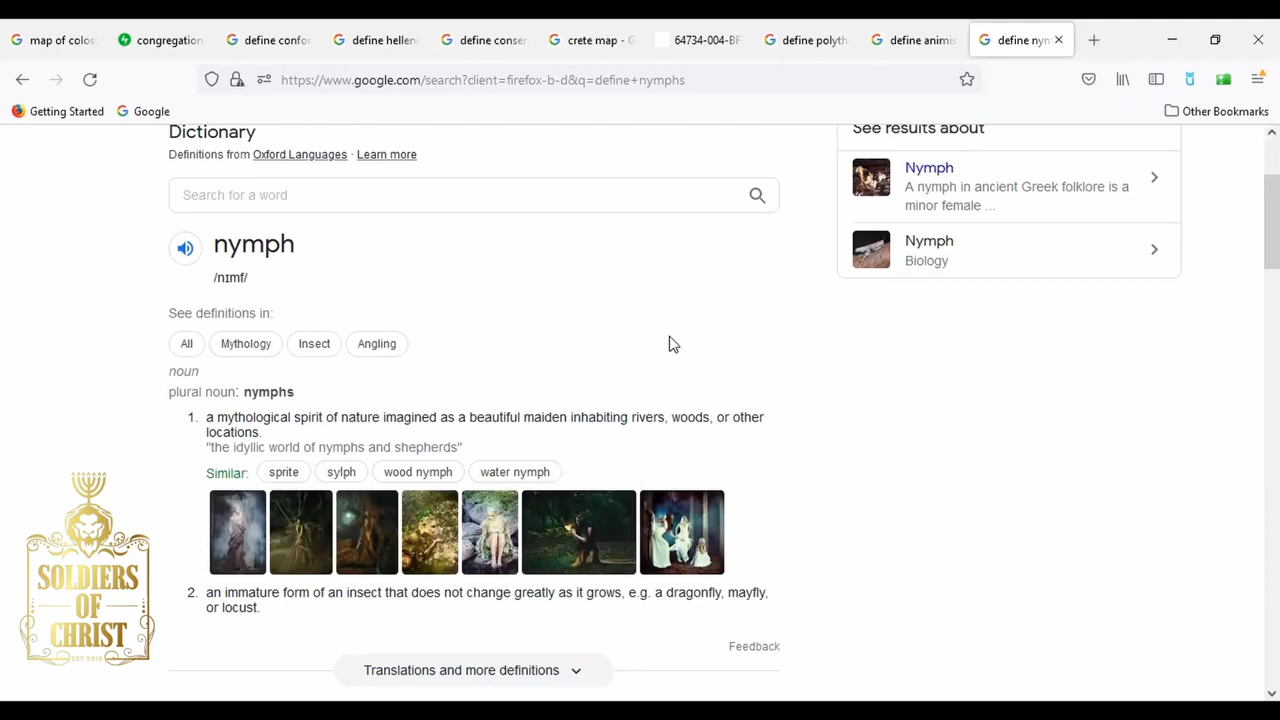 map of colos
congregation
define confor
define helleni
define conser
crete map - G
64734-004-BF
define polyth
define animis
define nym
https://www.google.com/search?client=firefox-b-d&q=define+nymphs
Getting Started
Google
Other Bookmarks
Dictionary
Definitions from Oxford Languages · Learn more
Search for a word
nymph
/nɪmf/
See definitions in:
All
Mythology
Insect
Angling
noun
plural noun: nymphs
1. a mythological spirit of nature imagined as a beautiful maiden inhabiting rivers, woods, or other
locations.
"the idyllic world of nymphs and shepherds"
Similar:
sprite
sylph
wood nymph
water nymph
2. an immature form of an insect that does not change greatly as it grows, e.g. a dragonfly, mayfly,
or locust.
Feedback
Translations and more definitions
See results about
Nymph
A nymph in ancient Greek folklore is a
minor female ...
Nymph
Biology
SOLDIERS
OF
CHRIST
EST 2015